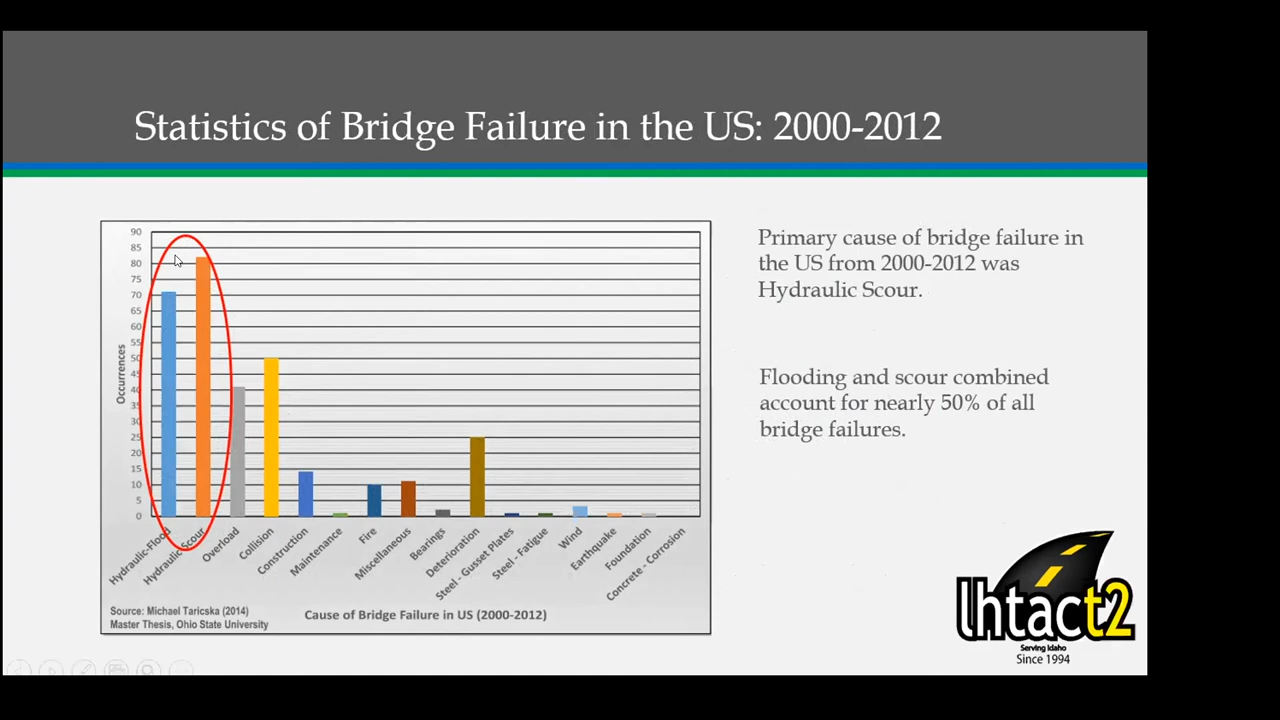 Statistics of Bridge Failure in the US: 2000-2012
90
85
80
75
70
65
60
55
50
45
40
35
30
25
20
15
10
5
0
Occurrences
Hydraulic-Flood
Hydraulic Scour
Overload
Collision
Construction
Maintenance
Fire
Miscellaneous
Bearings
Deterioration
Steel - Gusset Plates
Steel - Fatigue
Wind
Earthquake
Foundation
Concrete - Corrosion
Cause of Bridge Failure in US (2000-2012)
Source: Michael Taricska (2014)
Master Thesis, Ohio State University
Primary cause of bridge failure in
the US from 2000-2012 was
Hydraulic Scour.
Flooding and scour combined
account for nearly 50% of all
bridge failures.
lhtact2
Serving Idaho
Since 1994